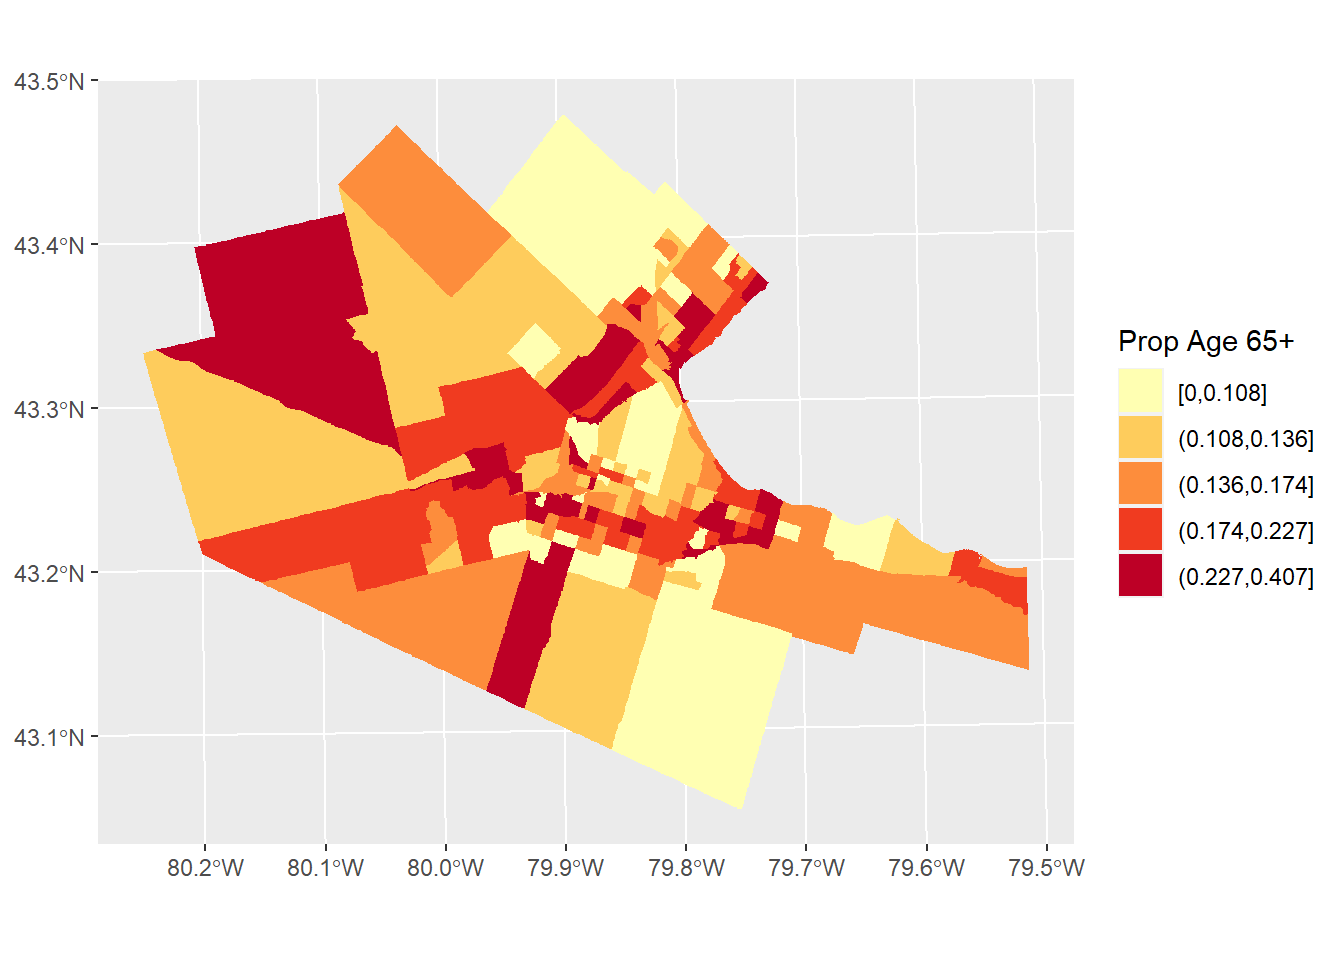 43.5°N
43.4°N
43.3°N
43.2°N
43.1°N
80.2°W 80.1°W 80.0°W 79.9°W 79.8°W 79.7°W 79.6°W 79.5°W
Prop Age 65+
[0,0.108]
(0.108,0.136]
(0.136,0.174]
(0.174,0.227]
(0.227,0.407]